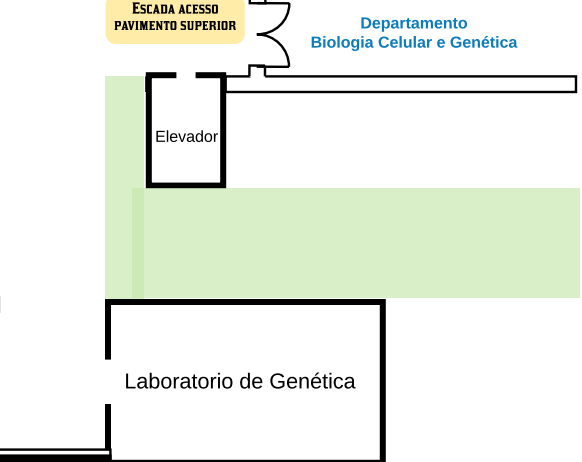 Escada acesso
pavimento superior
Departamento
Biologia Celular e Genética
Elevador
Laboratorio de Genética